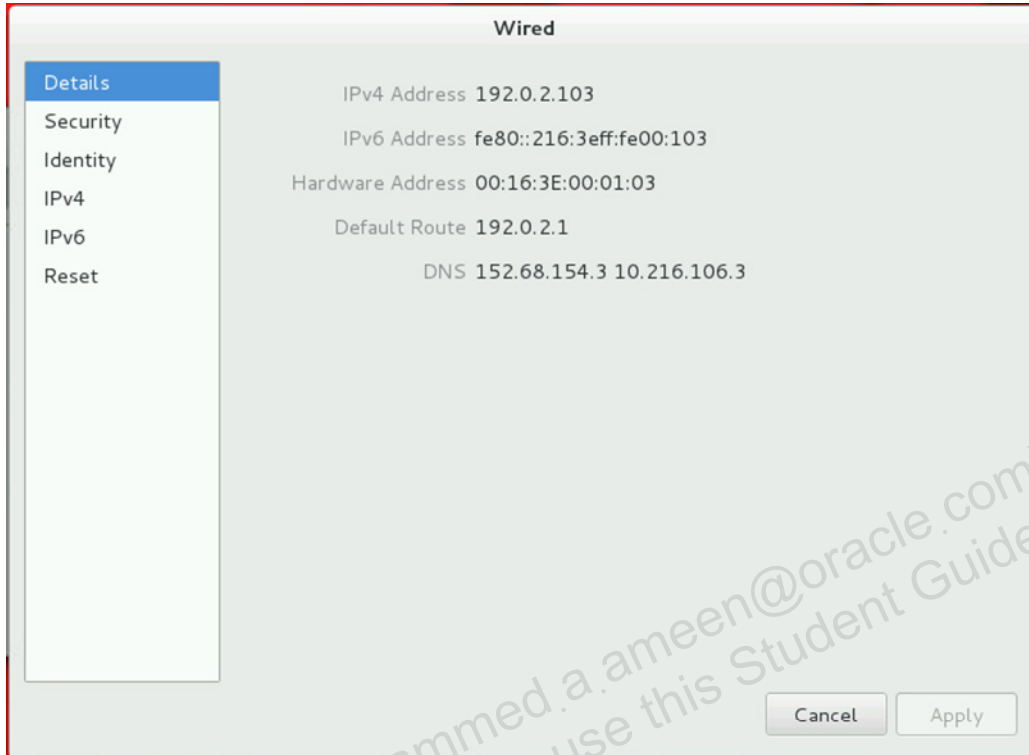 Wired
Details
Security
Identity
IPv4
IPv6
Reset
IPv4 Address 192.0.2.103
IPv6 Address fe80::216:3eff:fe00:103
Hardware Address 00:16:3E:00:01:03
Default Route 192.0.2.1
DNS 152.68.154.3 10.216.106.3
a.ameen@oracle.com
use this Student Guide
Cancel
Apply